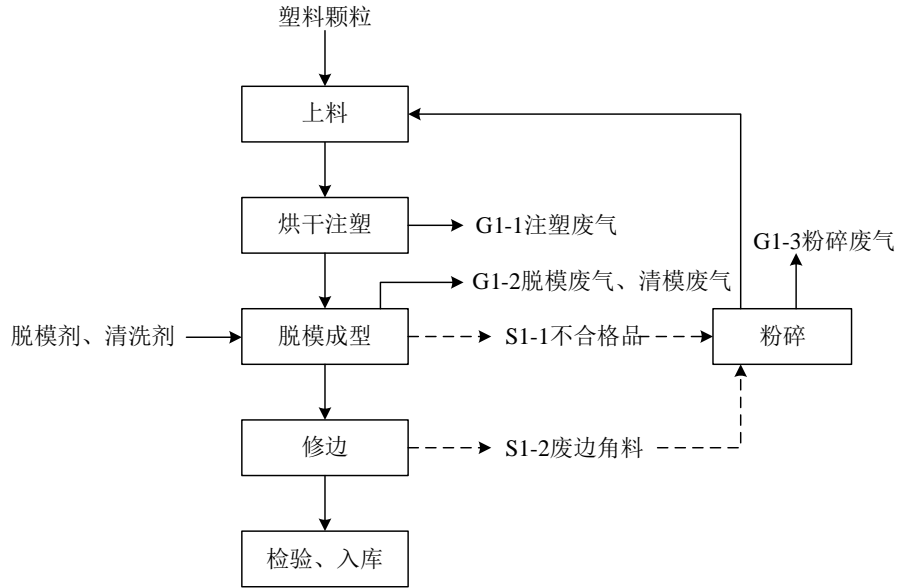 塑料颗粒
上料
烘干注塑
G1-1注塑废气
G1-3粉碎废气
G1-2脱模废气、清模废气
脱模剂、清洗剂
脱模成型
S1-1不合格品
粉碎
修边
S1-2废边角料
检验、入库